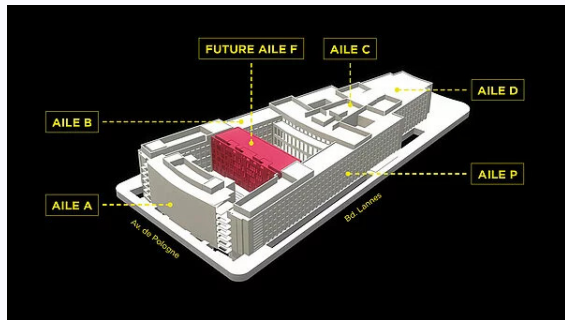 FUTURE AILE F
AILE C
AILE D
AILE B
AILE P
AILE A
Av. de Pologne
Bd. Lannes